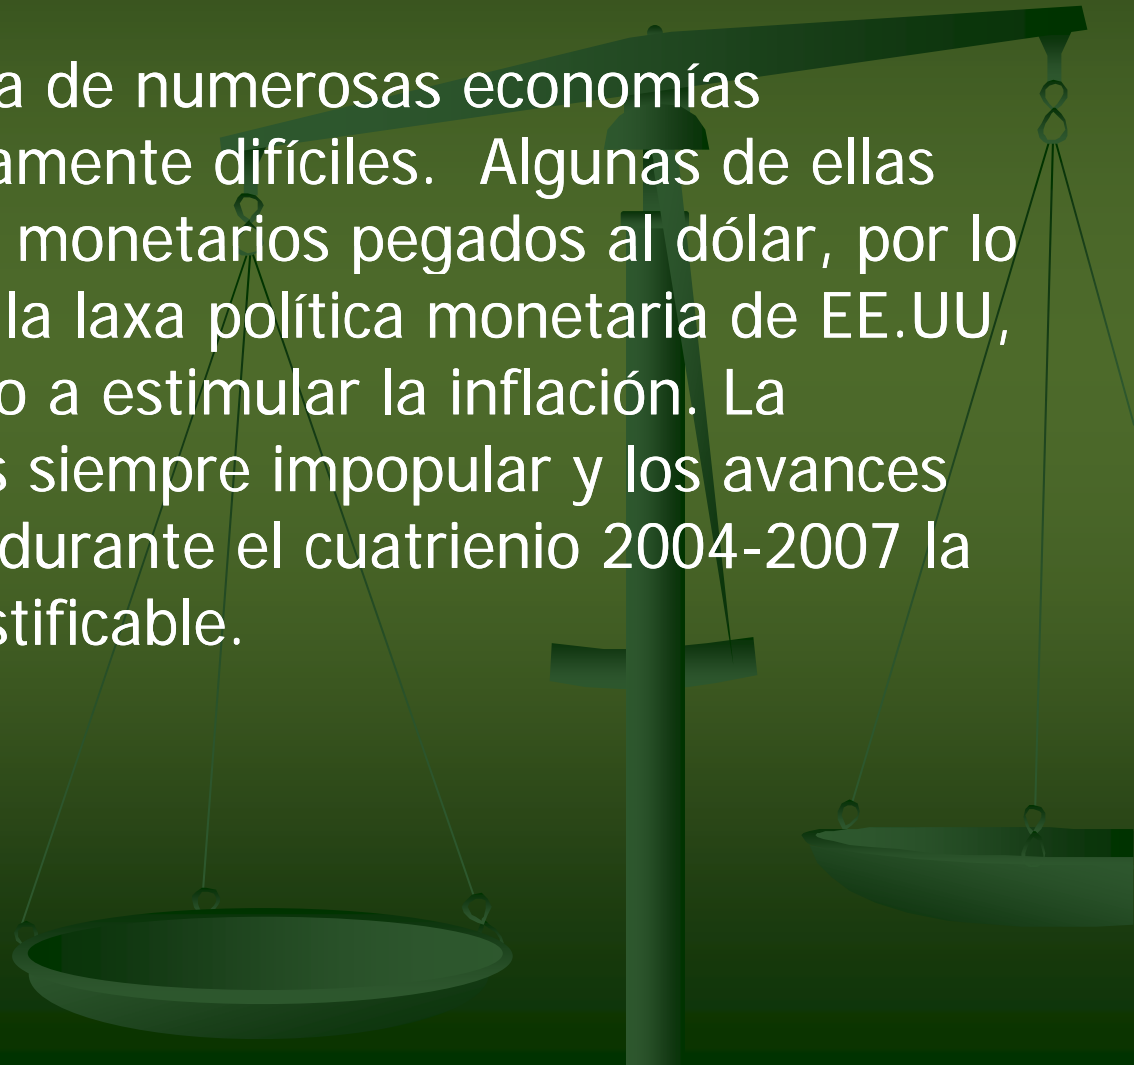 a de numerosas economías
amente difíciles. Algunas de ellas
monetarios pegados al dólar, por lo
la laxa política monetaria de EE.UU,
o a estimular la inflación. La
s siempre impopular y los avances
durante el cuatrienio 2004-2007 la
stificable.